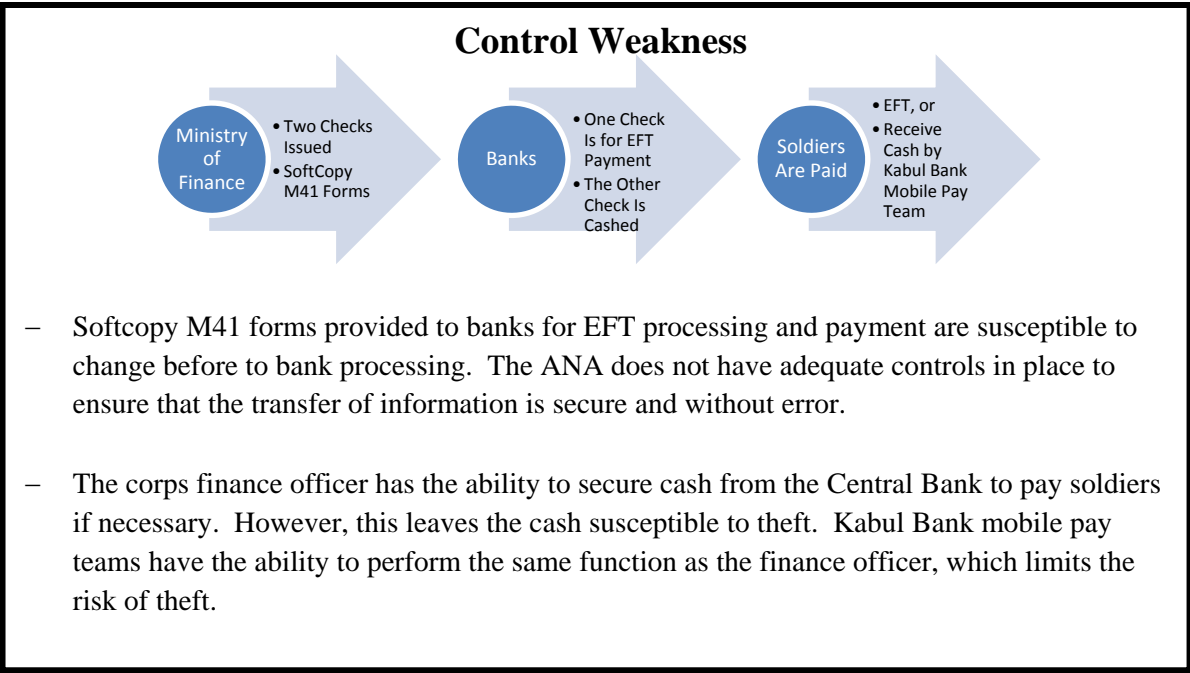 Control Weakness
Ministry
of
Finance
• Two Checks
Issued
• SoftCopy
M41 Forms
Banks
• One Check
Is for EFT
Payment
• The Other
Check Is
Cashed
Soldiers
Are Paid
• EFT, or
• Receive
Cash by
Kabul Bank
Mobile Pay
Team
– Softcopy M41 forms provided to banks for EFT processing and payment are susceptible to
change before to bank processing. The ANA does not have adequate controls in place to
ensure that the transfer of information is secure and without error.
– The corps finance officer has the ability to secure cash from the Central Bank to pay soldiers
if necessary. However, this leaves the cash susceptible to theft. Kabul Bank mobile pay
teams have the ability to perform the same function as the finance officer, which limits the
risk of theft.